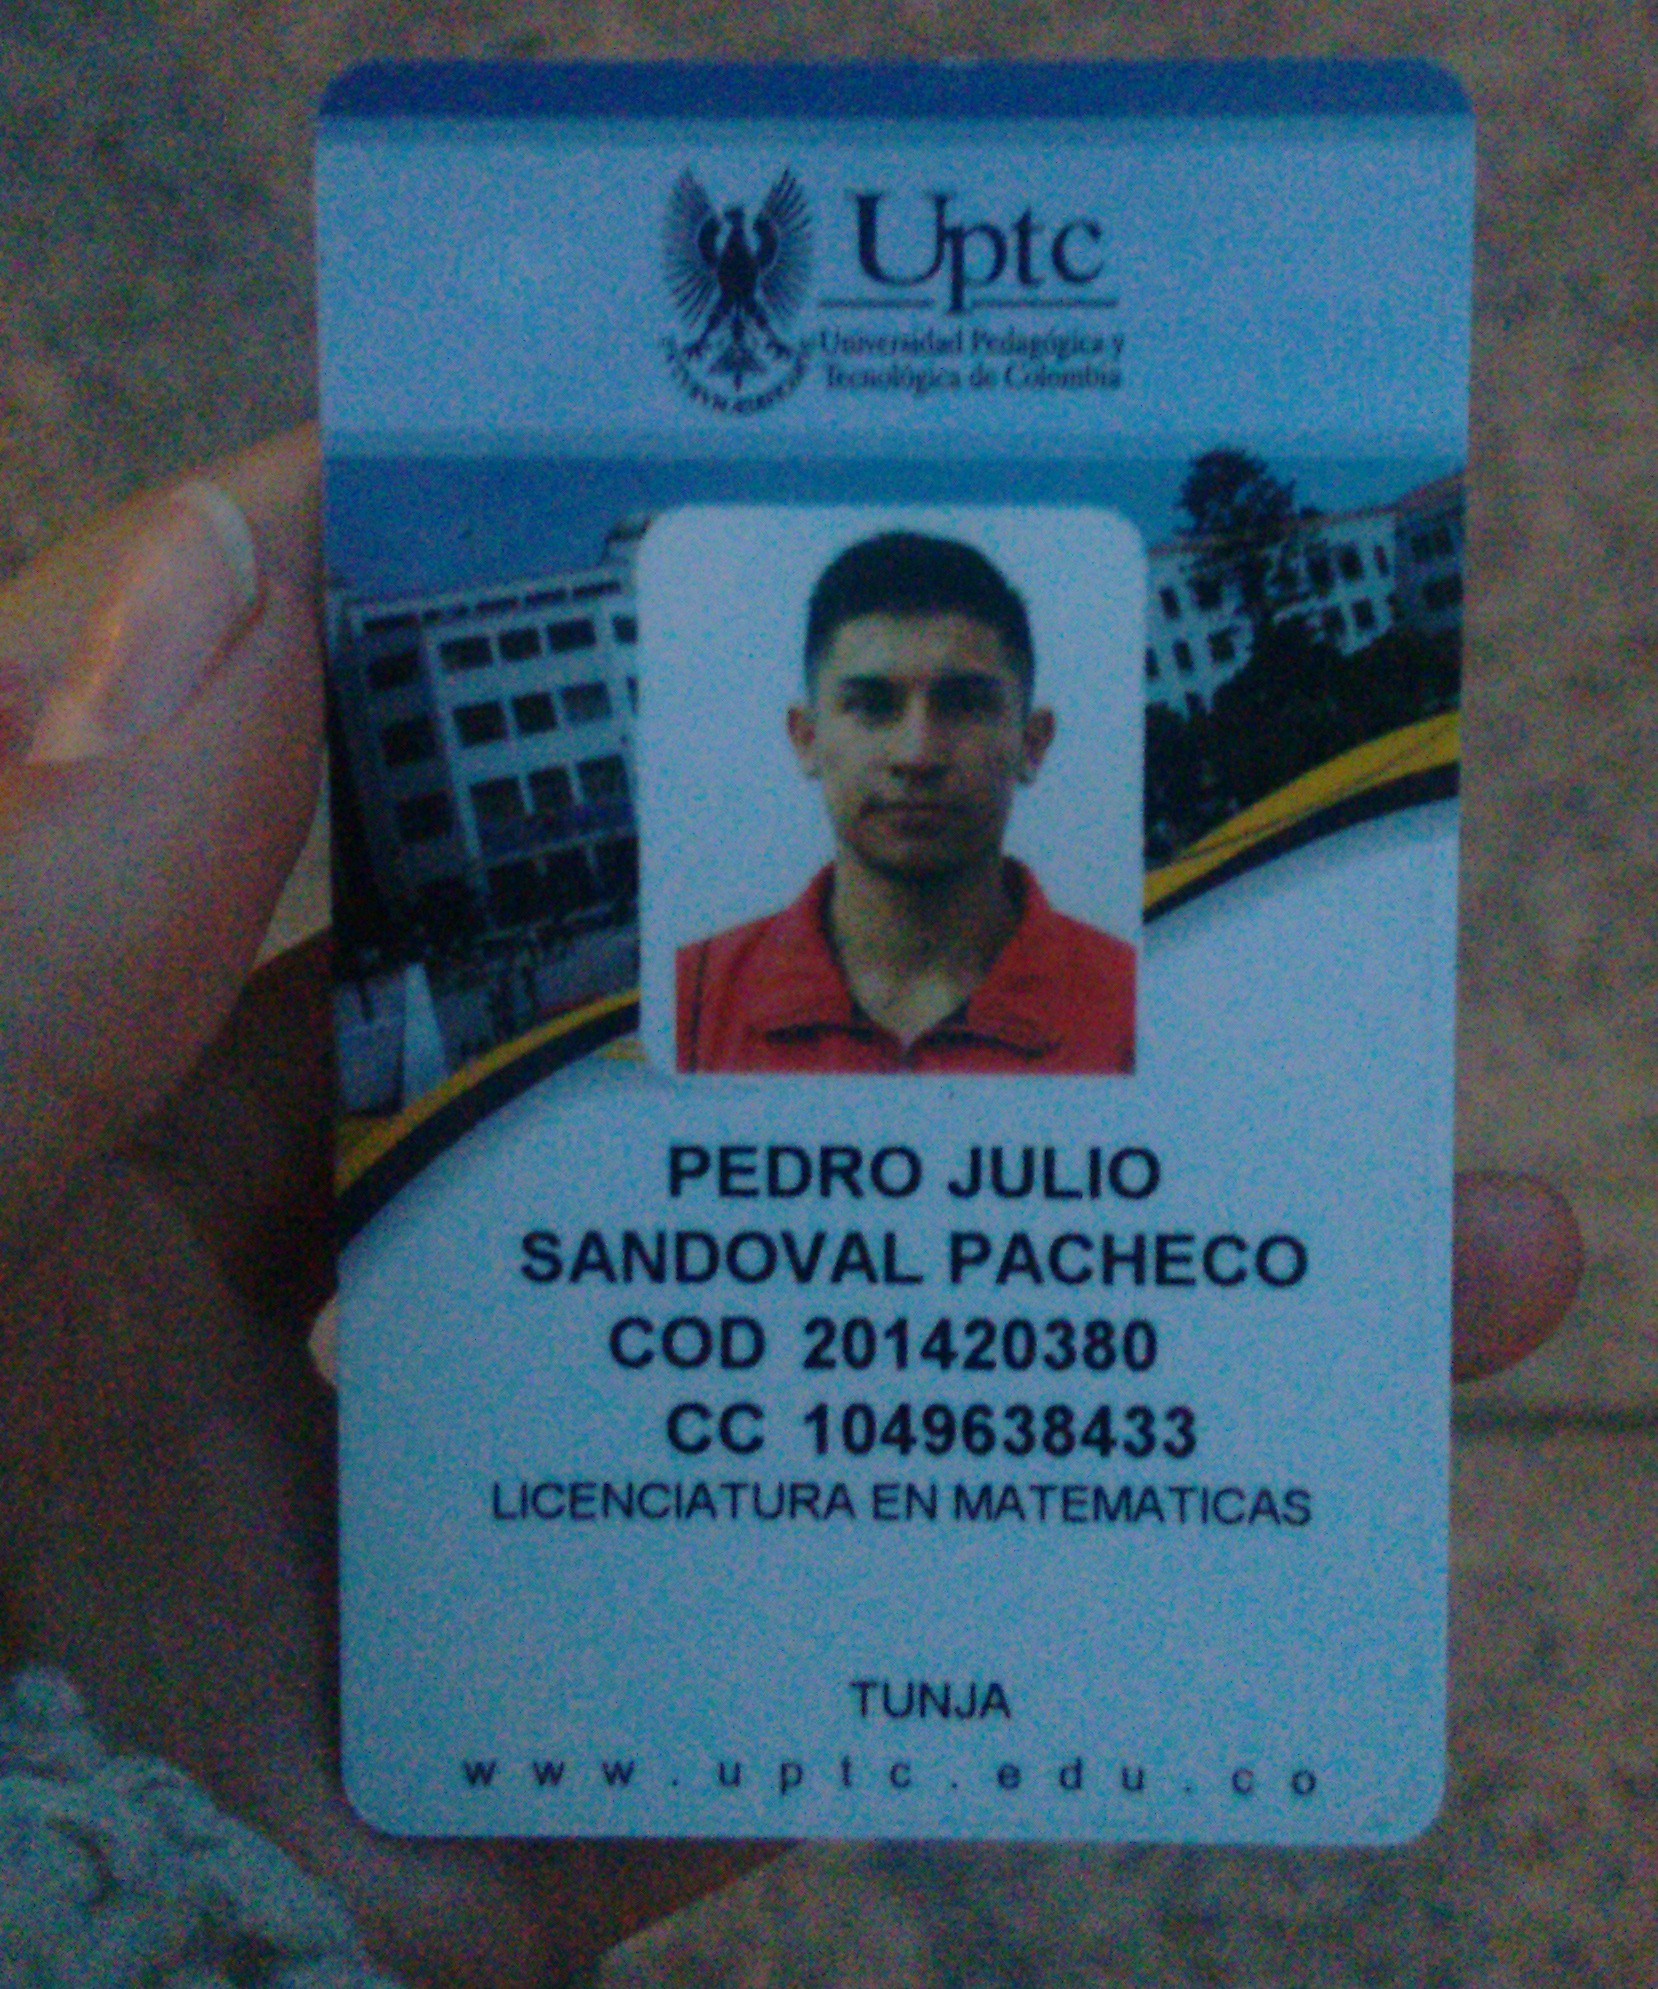 Uptc
Universidad Pedagógica y
Tecnológica de Colombia
PEDRO JULIO
SANDOVAL PACHECO
COD 201420380
CC 1049638433
LICENCIATURA EN MATEMATICAS
TUNJA
www.uptc.edu.co